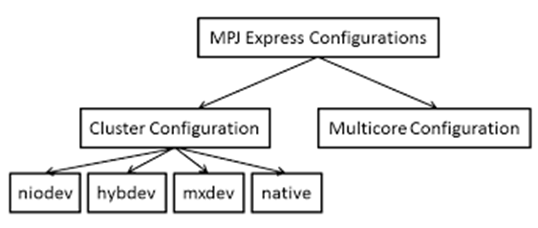 MPJ Express Configurations
Cluster Configuration
Multicore Configuration
niodev
hybdev
mxdev
native